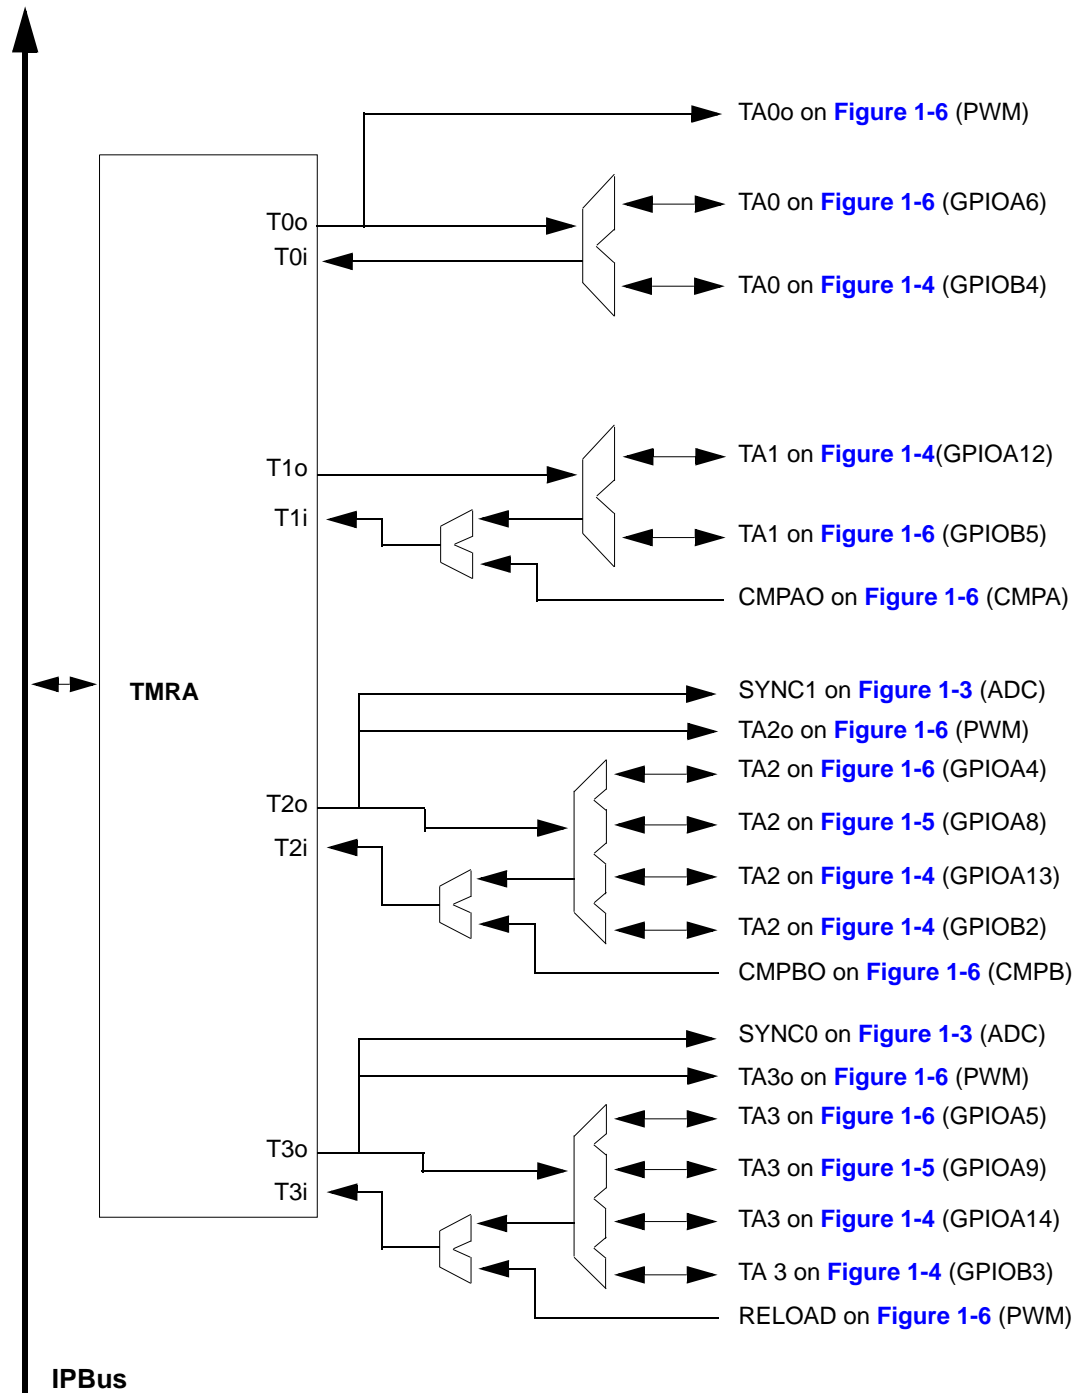 TA0o on Figure 1-6 (PWM)
T0o
TA0 on Figure 1-6 (GPIOA6)
T0i
TA0 on Figure 1-4 (GPIOB4)
T1o
TA1 on Figure 1-4(GPIOA12)
T1i
TA1 on Figure 1-6 (GPIOB5)
CMPAO on Figure 1-6 (CMPA)
TMRA
SYNC1 on Figure 1-3 (ADC)
TA2o on Figure 1-6 (PWM)
TA2 on Figure 1-6 (GPIOA4)
T2o
TA2 on Figure 1-5 (GPIOA8)
T2i
TA2 on Figure 1-4 (GPIOA13)
TA2 on Figure 1-4 (GPIOB2)
CMPBO on Figure 1-6 (CMPB)
SYNC0 on Figure 1-3 (ADC)
TA3o on Figure 1-6 (PWM)
TA3 on Figure 1-6 (GPIOA5)
T3o
TA3 on Figure 1-5 (GPIOA9)
T3i
TA3 on Figure 1-4 (GPIOA14)
TA 3 on Figure 1-4 (GPIOB3)
RELOAD on Figure 1-6 (PWM)
IPBus